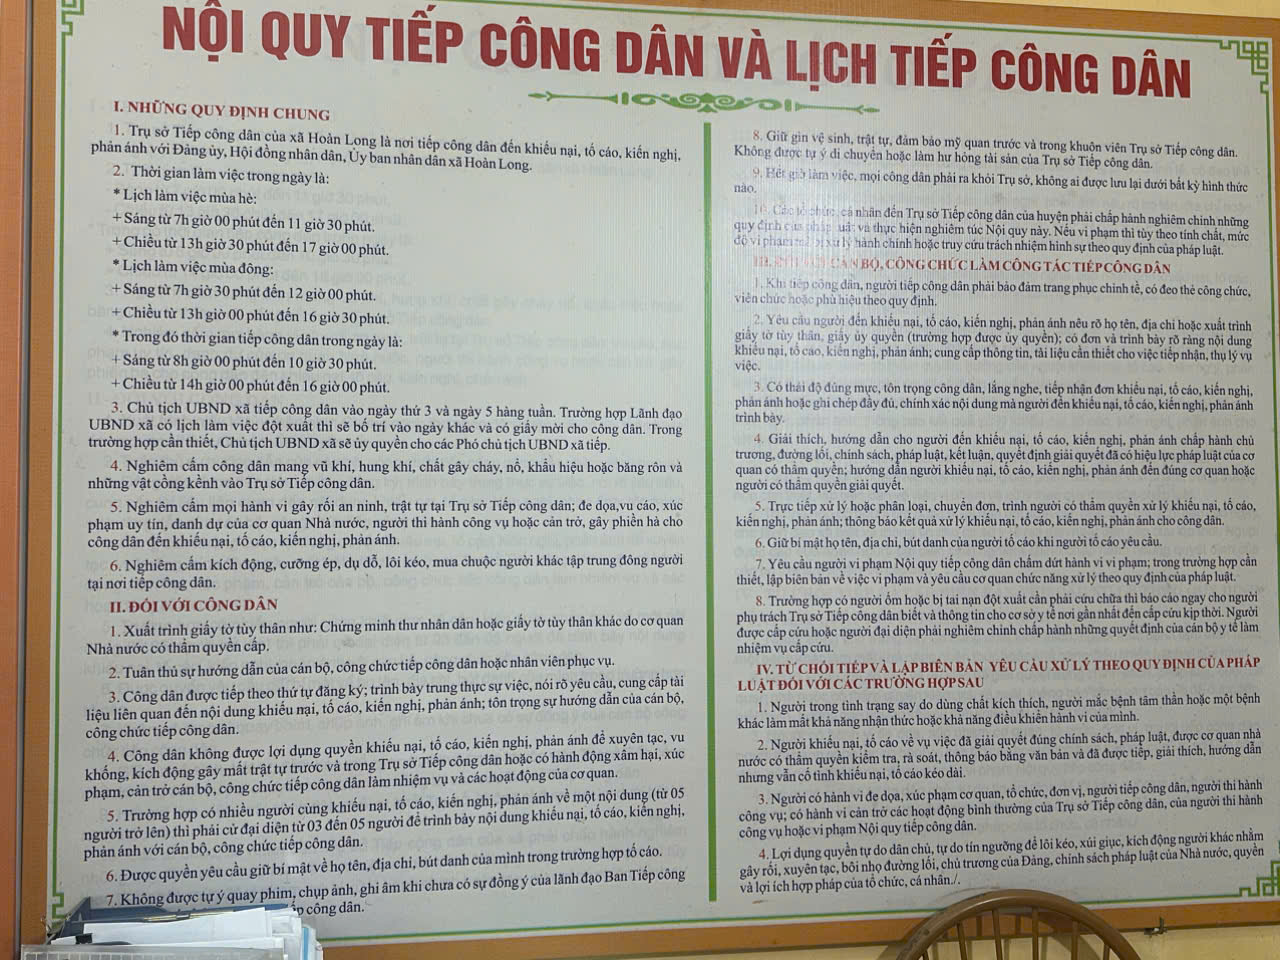 NỘI QUY TIẾP CÔNG DÂN VÀ LỊCH TIẾP CÔNG DÂN
I. NHỮNG QUY ĐỊNH CHUNG
1. Trụ sở Tiếp công dân của xã Hoàn Long là nơi tiếp công dân đến khiếu nại, tố cáo, kiến nghị,
phản ánh với Đảng ủy, Hội đồng nhân dân, Ủy ban nhân dân xã Hoàn Long.
2. Thời gian làm việc trong ngày là:
* Lịch làm việc mùa hè:
+ Sáng từ 7h giờ 00 phút đến 11 giờ 30 phút.
+ Chiều từ 13h giờ 30 phút đến 17 giờ 00 phút.
* Lịch làm việc mùa đông:
+ Sáng từ 7h giờ 30 phút đến 12 giờ 00 phút.
+ Chiều từ 13h giờ 00 phút đến 16 giờ 30 phút.
* Trong đó thời gian tiếp công dân trong ngày là:
+ Sáng từ 8h giờ 00 phút đến 10 giờ 30 phút.
+ Chiều từ 14h giờ 00 phút đến 16 giờ 00 phút.
3. Chủ tịch UBND xã tiếp công dân vào ngày thứ 3 và ngày 5 hàng tuần. Trường hợp Lãnh đạo
UBND xã có lịch làm việc đột xuất thì sẽ bố trí vào ngày khác và có giấy mời cho công dân. Trong
trường hợp cần thiết, Chủ tịch UBND xã sẽ ủy quyền cho các Phó chủ tịch UBND xã tiếp.
4. Nghiêm cấm công dân mang vũ khí, hung khí, chất gây cháy, nổ, khẩu hiệu hoặc băng rôn và
những vật cồng kềnh vào Trụ sở Tiếp công dân.
5. Nghiêm cấm mọi hành vi gây rối an ninh, trật tự tại Trụ sở Tiếp công dân; đe dọa,vu cáo, xúc
phạm uy tín, danh dự của cơ quan Nhà nước, người thi hành công vụ hoặc cản trở, gây phiền hà cho
công dân đến khiếu nại, tố cáo, kiến nghị, phản ánh.
6. Nghiêm cấm kích động, cưỡng ép, dụ dỗ, lôi kéo, mua chuộc người khác tập trung đông người
tại nơi tiếp công dân.
II. ĐỐI VỚI CÔNG DÂN
1. Xuất trình giấy tờ tùy thân như: Chứng minh thư nhân dân hoặc giấy tờ tùy thân khác do cơ quan
Nhà nước có thẩm quyền cấp.
2. Tuân thủ sự hướng dẫn của cán bộ, công chức tiếp công dân hoặc nhân viên phục vụ.
3. Công dân được tiếp theo thứ tự đăng ký; trình bày trung thực sự việc, nói rõ yêu cầu, cung cấp tài
liệu liên quan đến nội dung khiếu nại, tố cáo, kiến nghị, phản ánh; tôn trọng sự hướng dẫn của cán bộ,
công chức tiếp công dân.
4. Công dân không được lợi dụng quyền khiếu nại, tố cáo, kiến nghị, phản ánh để xuyên tạc, vu
khống, kích động gây mất trật tự trước và trong Trụ sở Tiếp công dân hoặc có hành động xâm hại, xúc
phạm, cản trở cán bộ, công chức tiếp công dân làm nhiệm vụ và các hoạt động của cơ quan.
5. Trường hợp có nhiều người cùng khiếu nại, tố cáo, kiến nghị, phản ánh về một nội dung (từ 05
người trở lên) thì phải cử đại diện từ 03 đến 05 người để trình bày nội dung khiếu nại, tố cáo, kiến nghị,
phản ánh với cán bộ, công chức tiếp công dân.
6. Được quyền yêu cầu giữ bí mật về họ tên, địa chỉ, bút danh của mình trong trường hợp tố cáo.
7. Không được tự ý quay phim, chụp ảnh, ghi âm khi chưa có sự đồng ý của lãnh đạo Ban Tiếp công
công dân.
8. Giữ gìn vệ sinh, trật tự, đảm bảo mỹ quan trước và trong khuôn viên Trụ sở Tiếp công dân.
Không được tự ý di chuyển hoặc làm hư hỏng tài sản của Trụ sở Tiếp công dân.
9. Hết giờ làm việc, mọi công dân phải ra khỏi Trụ sở, không ai được lưu lại dưới bất kỳ hình thức
nào.
10. Các tổ chức, cá nhân đến Trụ sở Tiếp công dân của huyện phải chấp hành nghiêm chỉnh những
quy định của pháp luật và thực hiện nghiêm túc Nội quy này. Nếu vi phạm thì tùy theo tính chất, mức
độ vi phạm xử lý hành chính hoặc truy cứu trách nhiệm hình sự theo quy định của pháp luật.
CÁN BỘ, CÔNG CHỨC LÀM CÔNG TÁC TIẾP CÔNG DÂN
1. Khi tiếp công dân, người tiếp công dân phải bảo đảm trang phục chỉnh tề, có đeo thẻ công chức,
viên chức hoặc phù hiệu theo quy định.
2. Yêu cầu người đến khiếu nại, tố cáo, kiến nghị, phản ánh nêu rõ họ tên, địa chỉ hoặc xuất trình
giấy tờ tùy thân, giấy ủy quyền (trường hợp được ủy quyền); có đơn và trình bày rõ ràng nội dung
khiếu nại, tố cáo, kiến nghị, phản ánh; cung cấp thông tin, tài liệu cần thiết cho việc tiếp nhận, thụ lý vụ
việc.
3. Có thái độ đúng mực, tôn trọng công dân, lắng nghe, tiếp nhận đơn khiếu nại, tố cáo, kiến nghị,
phản ánh hoặc ghi chép đầy đủ, chính xác nội dung mà người đến khiếu nại, tố cáo, kiến nghị, phản ánh
trình bày.
4. Giải thích, hướng dẫn cho người đến khiếu nại, tố cáo, kiến nghị, phản ánh chấp hành chủ
trương, đường lối, chính sách, pháp luật, kết luận, quyết định giải quyết đã có hiệu lực pháp luật của cơ
quan có thẩm quyền; hướng dẫn người khiếu nại, tố cáo, kiến nghị, phản ánh đến đúng cơ quan hoặc
người có thẩm quyền giải quyết.
5. Trực tiếp xử lý hoặc phân loại, chuyển đơn, trình người có thẩm quyền xử lý khiếu nại, tố cáo,
kiến nghị, phản ánh; thông báo kết quả xử lý khiếu nại, tố cáo, kiến nghị, phản ánh cho công dân.
6. Giữ bí mật họ tên, địa chỉ, bút danh của người tố cáo khi người tố cáo yêu cầu.
7. Yêu cầu người vi phạm Nội quy tiếp công dân chấm dứt hành vi vi phạm; trong trường hợp cần
thiết, lập biên bản về việc vi phạm và yêu cầu cơ quan chức năng xử lý theo quy định của pháp luật.
8. Trường hợp có người ốm hoặc bị tai nạn đột xuất cần phải cứu chữa thì báo cáo ngay cho người
phụ trách Trụ sở Tiếp công dân biết và thông tin cho cơ sở y tế nơi gần nhất đến cấp cứu kịp thời. Người
được cấp cứu hoặc người đại diện phải nghiêm chỉnh chấp hành những quyết định của cán bộ y tế làm
nhiệm vụ cấp cứu.
IV. TỪ CHỐI TIẾP VÀ LẬP BIÊN BẢN YÊU CẦU XỬ LÝ THEO QUY ĐỊNH CỦA PHÁP
LUẬT ĐỐI VỚI CÁC TRƯỜNG HỢP SAU
1. Người trong tình trạng say do dùng chất kích thích, người mắc bệnh tâm thần hoặc một bệnh
khác làm mất khả năng nhận thức hoặc khả năng điều khiển hành vi của mình.
2. Người khiếu nại, tố cáo về vụ việc đã giải quyết đúng chính sách, pháp luật, được cơ quan nhà
nước có thẩm quyền kiểm tra, rà soát, thông báo bằng văn bản và đã được tiếp, giải thích, hướng dẫn
nhưng vẫn cố tình khiếu nại, tố cáo kéo dài.
3. Người có hành vi đe dọa, xúc phạm cơ quan, tổ chức, đơn vị, người tiếp công dân, người thi hành
công vụ; có hành vi cản trở các hoạt động bình thường của Trụ sở Tiếp công dân, của người thi hành
công vụ hoặc vi phạm Nội quy tiếp công dân.
4. Lợi dụng quyền tự do dân chủ, tự do tín ngưỡng để lôi kéo, xúi giục, kích động người khác nhằm
gây rối, xuyên tạc, bôi nhọ đường lối, chủ trương của Đảng, chính sách pháp luật của Nhà nước, quyền
và lợi ích hợp pháp của tổ chức, cá nhân./.